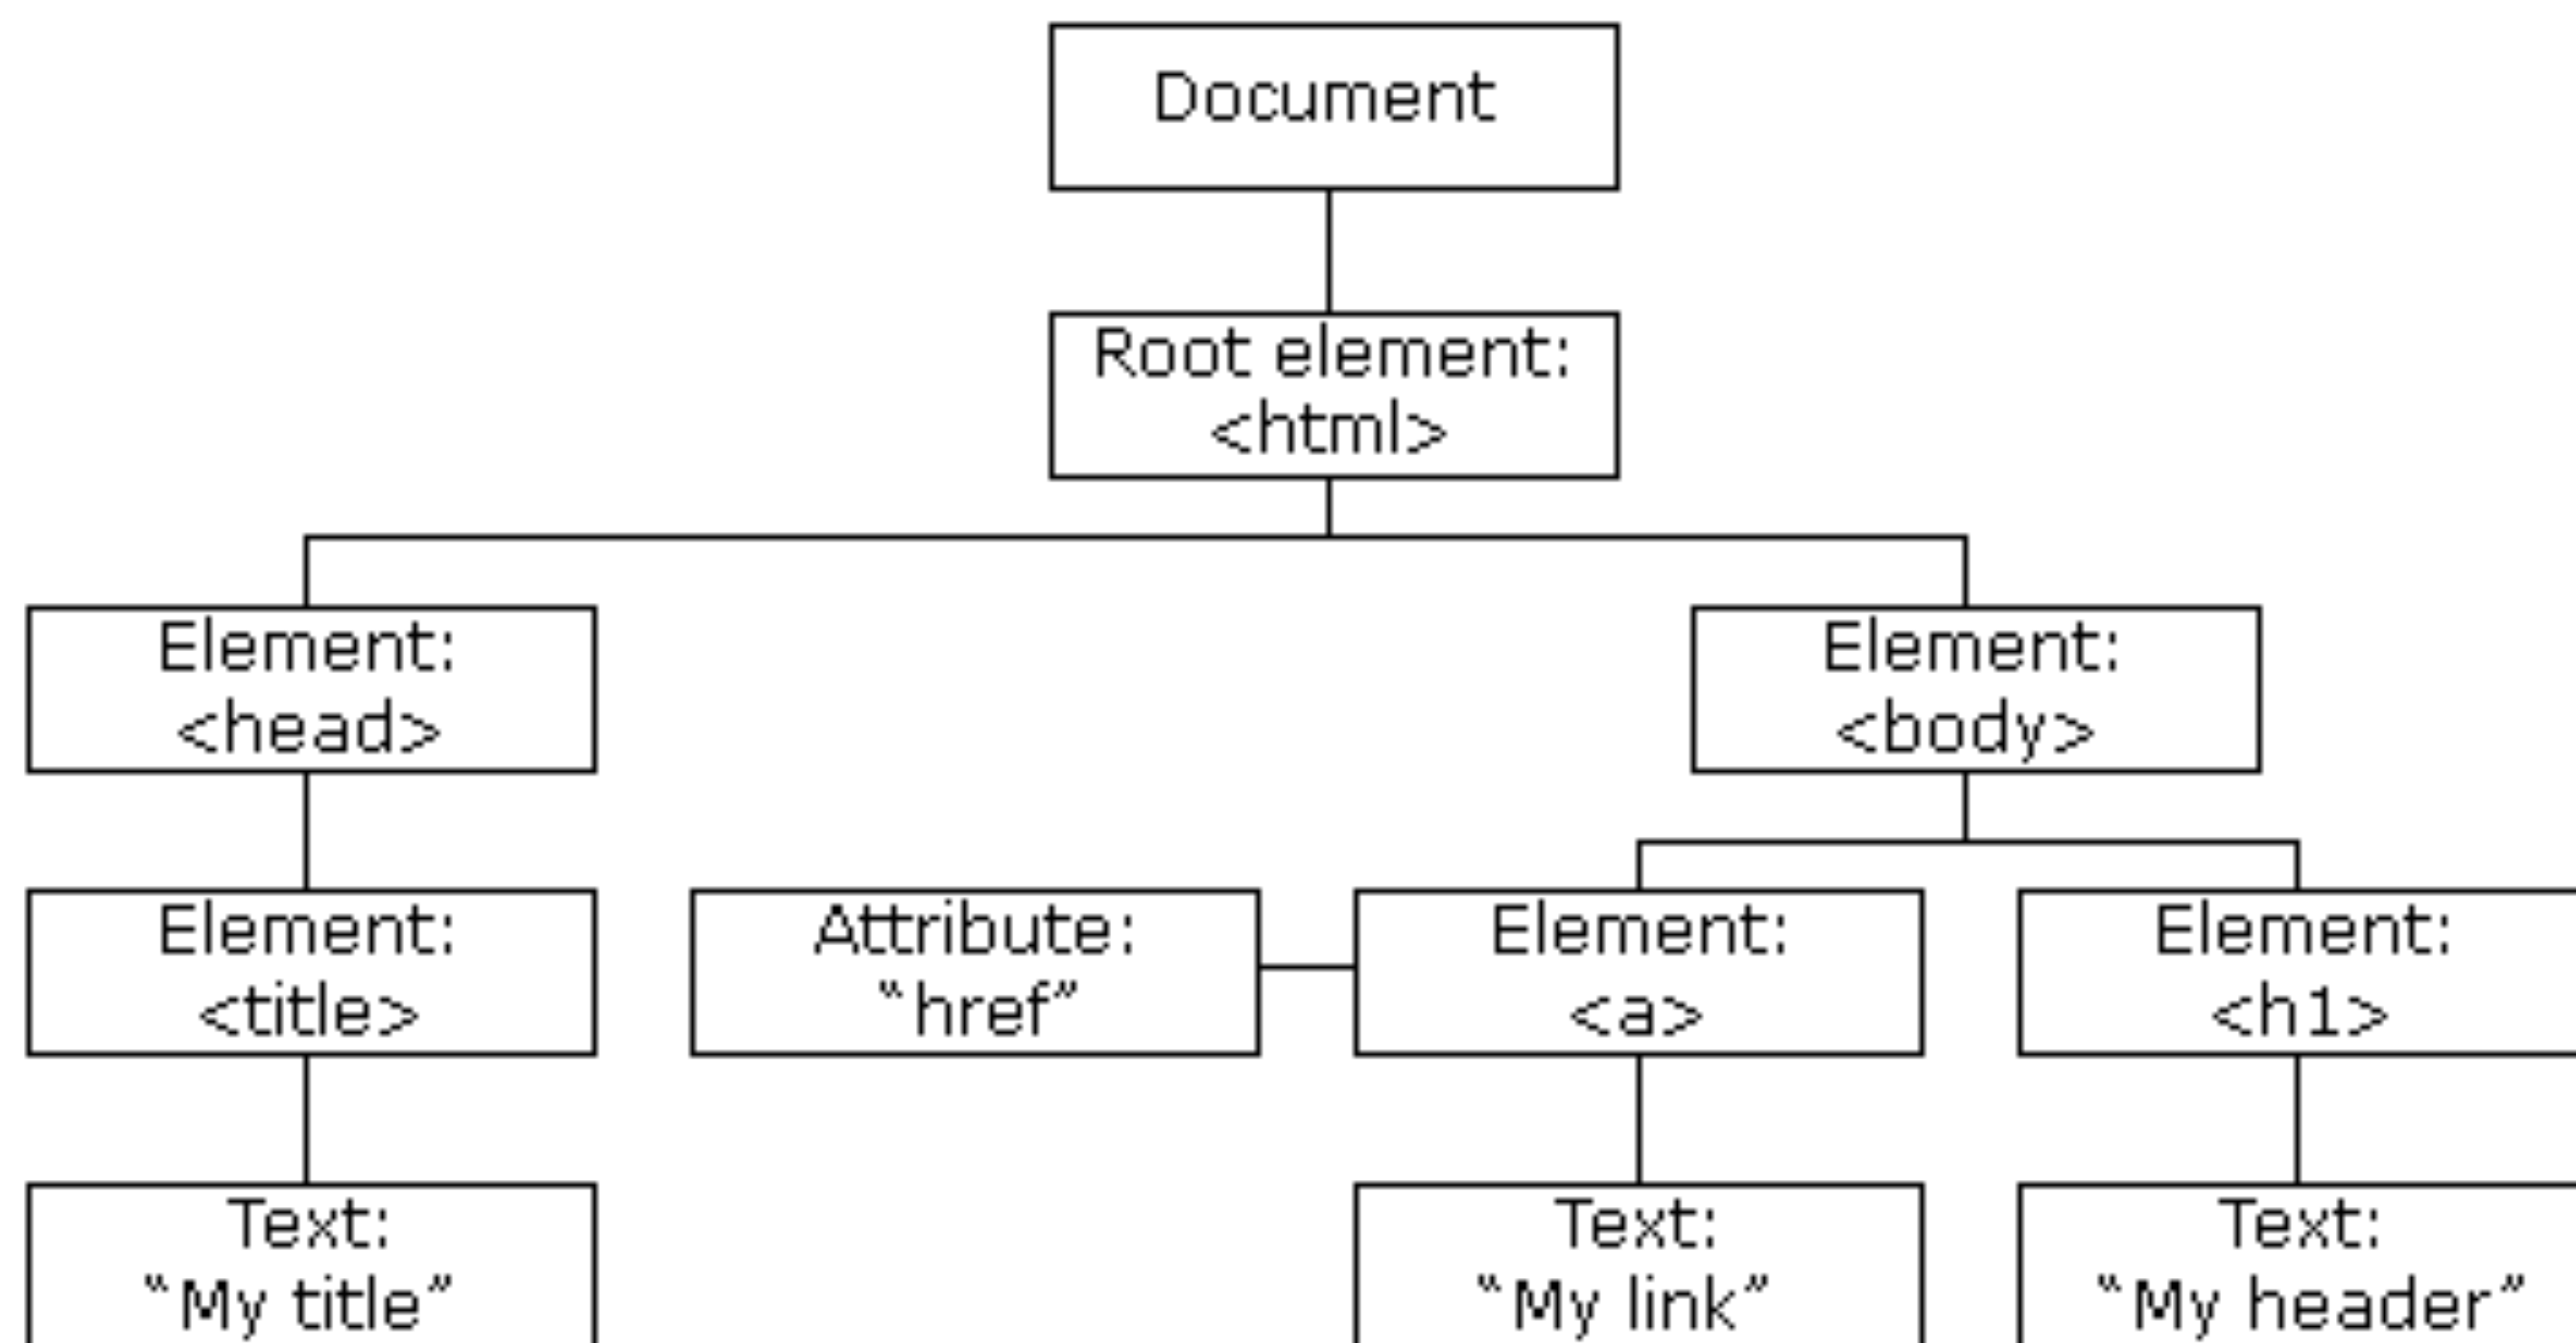 Document
Root element:
<html>
Element:
<head>
Element:
<body>
Element:
<title>
Attribute:
“href”
Element:
<a>
Element:
<h1>
Text:
“My title”
Text:
“My link”
Text:
“My header”